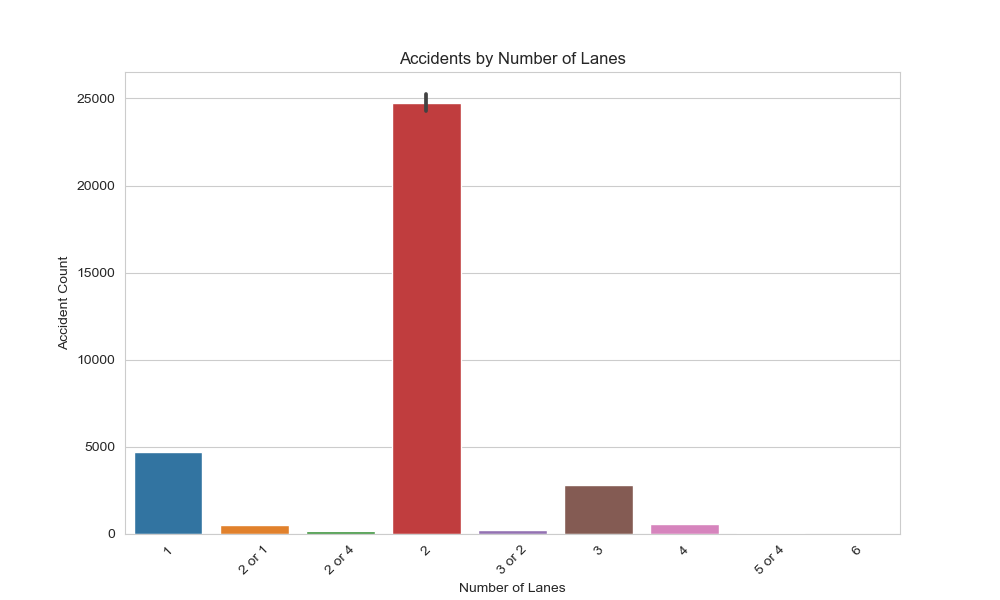 Accidents by Number of Lanes
Accident Count
25000
20000
15000
10000
5000
0
1
2 or 1
2 or 4
2
3 or 2
3
4
5 or 4
6
Number of Lanes